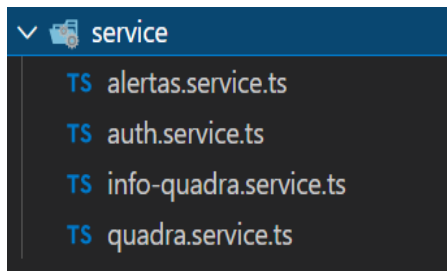 service
TS alertas.service.ts
TS auth.service.ts
TS info-quadra.service.ts
TS quadra.service.ts